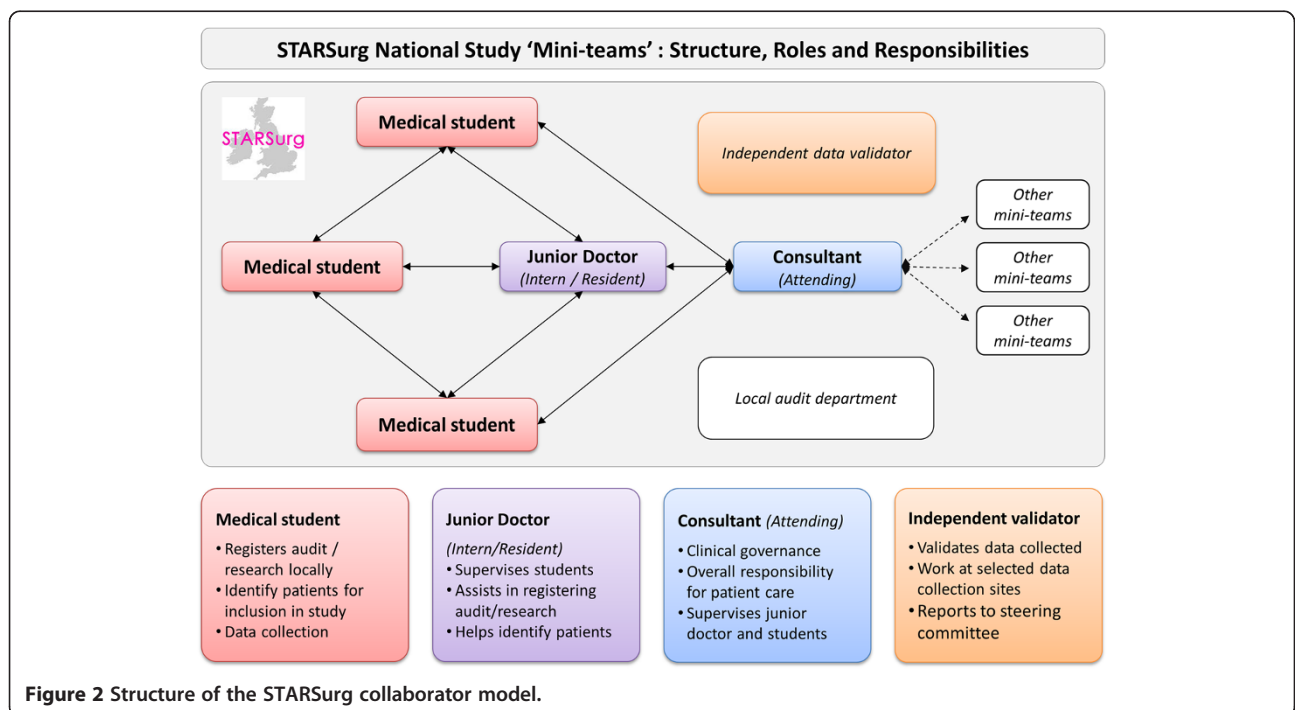 STARSurg National Study ‘Mini-teams’ : Structure, Roles and Responsibilities
STARSurg
Medical student
Independent data validator
Other
mini-teams
Medical student
Junior Doctor
(Intern / Resident)
Consultant
(Attending)
Other
mini-teams
Other
mini-teams
Medical student
Local audit department
Medical student
• Registers audit /
research locally
• Identify patients for
inclusion in study
• Data collection
Junior Doctor
(Intern/Resident)
• Supervises students
• Assists in registering
audit/research
• Helps identify patients
Consultant (Attending)
• Clinical governance
• Overall responsibility
for patient care
• Supervises junior
doctor and students
Independent validator
• Validates data collected
• Work at selected data
collection sites
• Reports to steering
committee
Figure 2 Structure of the STARSurg collaborator model.